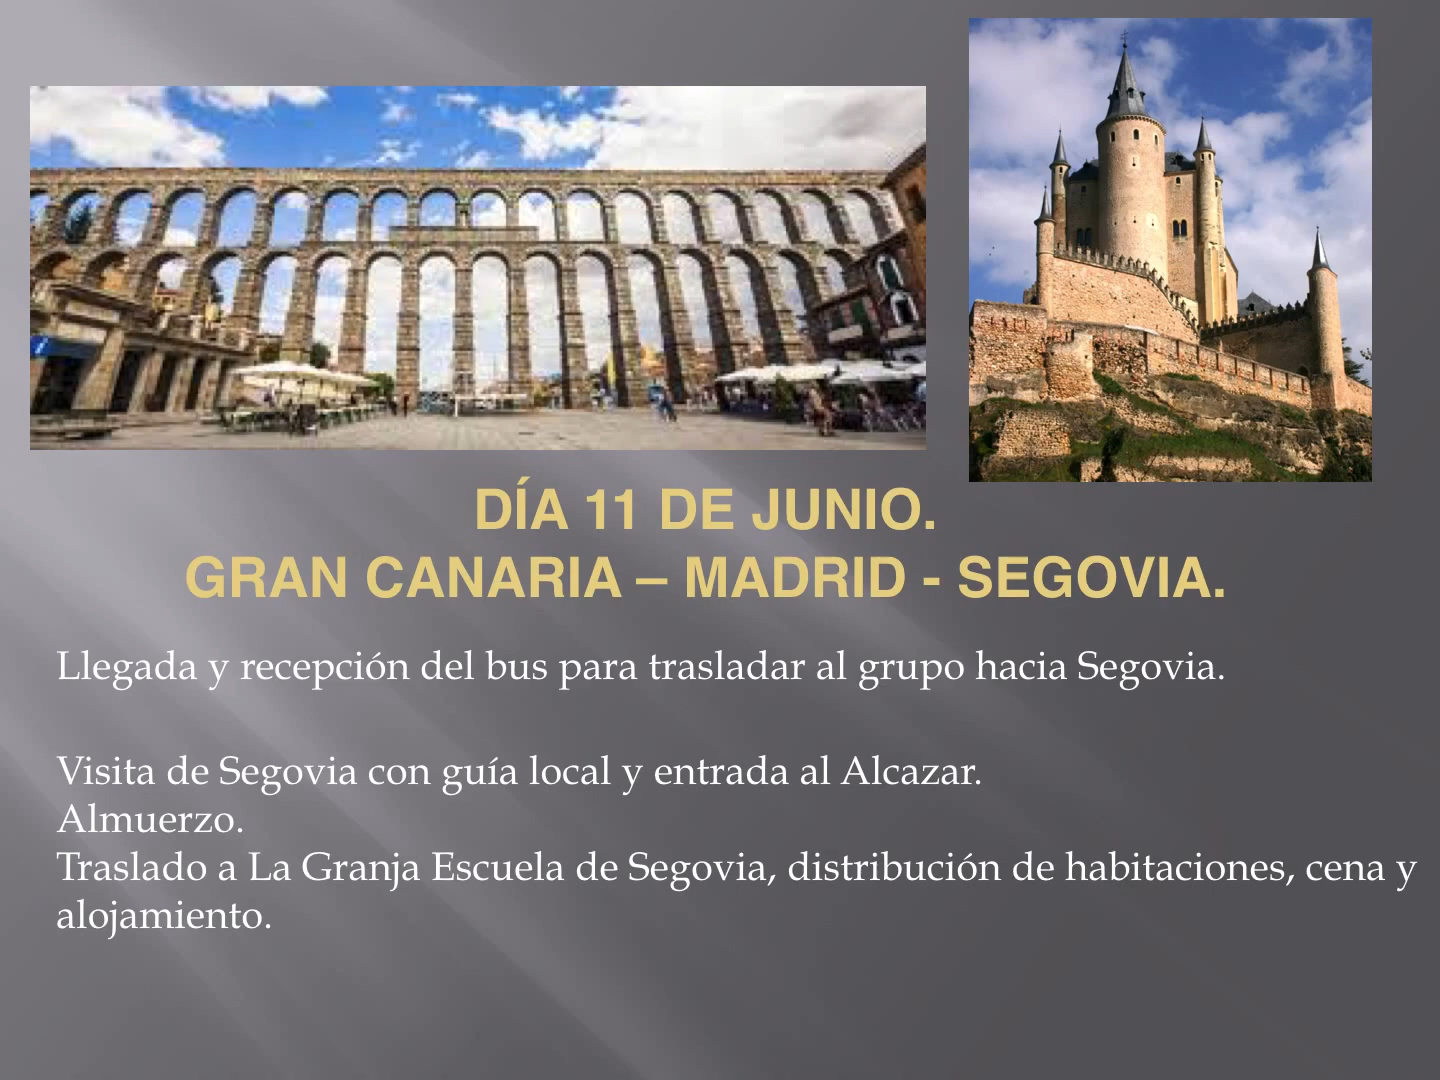 DÍA 11 DE JUNIO.
GRAN CANARIA – MADRID - SEGOVIA.
Llegada y recepción del bus para trasladar al grupo hacia Segovia.
Visita de Segovia con guía local y entrada al Alcazar.
Almuerzo.
Traslado a La Granja Escuela de Segovia, distribución de habitaciones, cena y
alojamiento.